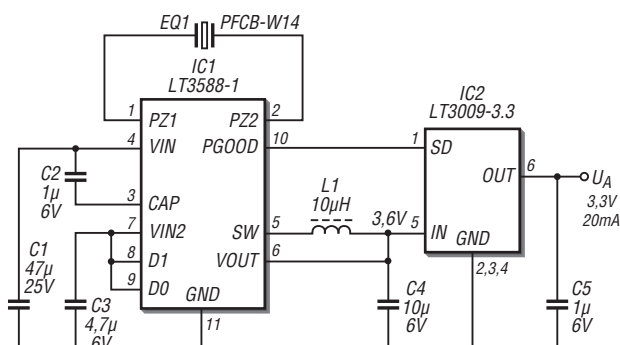 EQ1 PFCB-W14
IC1
LT3588-1
1 PZ1 PZ2 2
4 VIN PGOOD 10
3 CAP
7 VIN2 SW 5
8 D1 VOUT 6
9 D0
GND
11
C2
1µ
6V
C1
47µ
25V
C3
4,7µ
6V
L1
10µH
3,6V
C4
10µ
6V
IC2
LT3009-3.3
1 SD
OUT 6
5 IN
GND
2,3,4
UA
3,3V
20mA
C5
1µ
6V